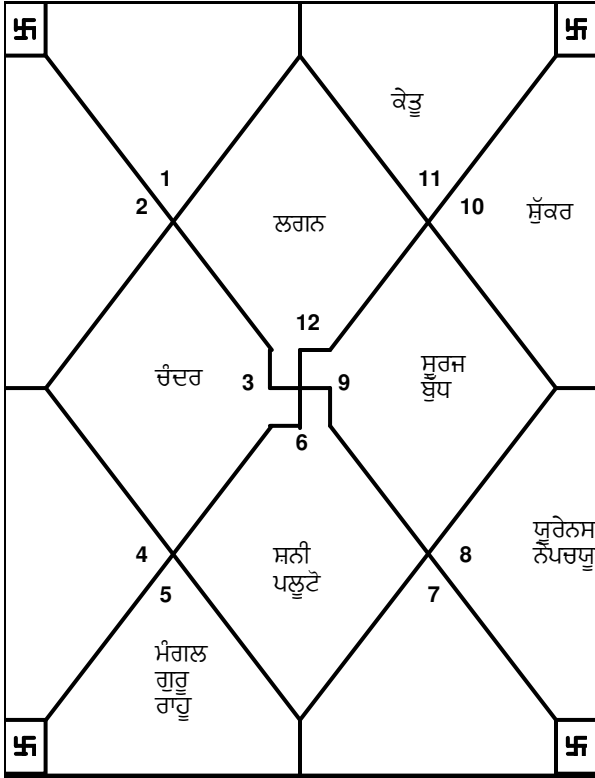 ਕੇਤੂ
1
11
2
10
ਸ਼ੁੱਕਰ
ਲਗਨ
12
ਚੰਦਰ
3
9
ਸੂਰਜ
ਬੁੱਧ
6
4
8
ਸ਼ਨੀ
ਪਲੂਟੋ
ਯੂਰੇਨਸ
ਨੈਪਚਯੂ
5
7
ਮੰਗਲ
ਗੁਰੂ
ਰਾਹੂ